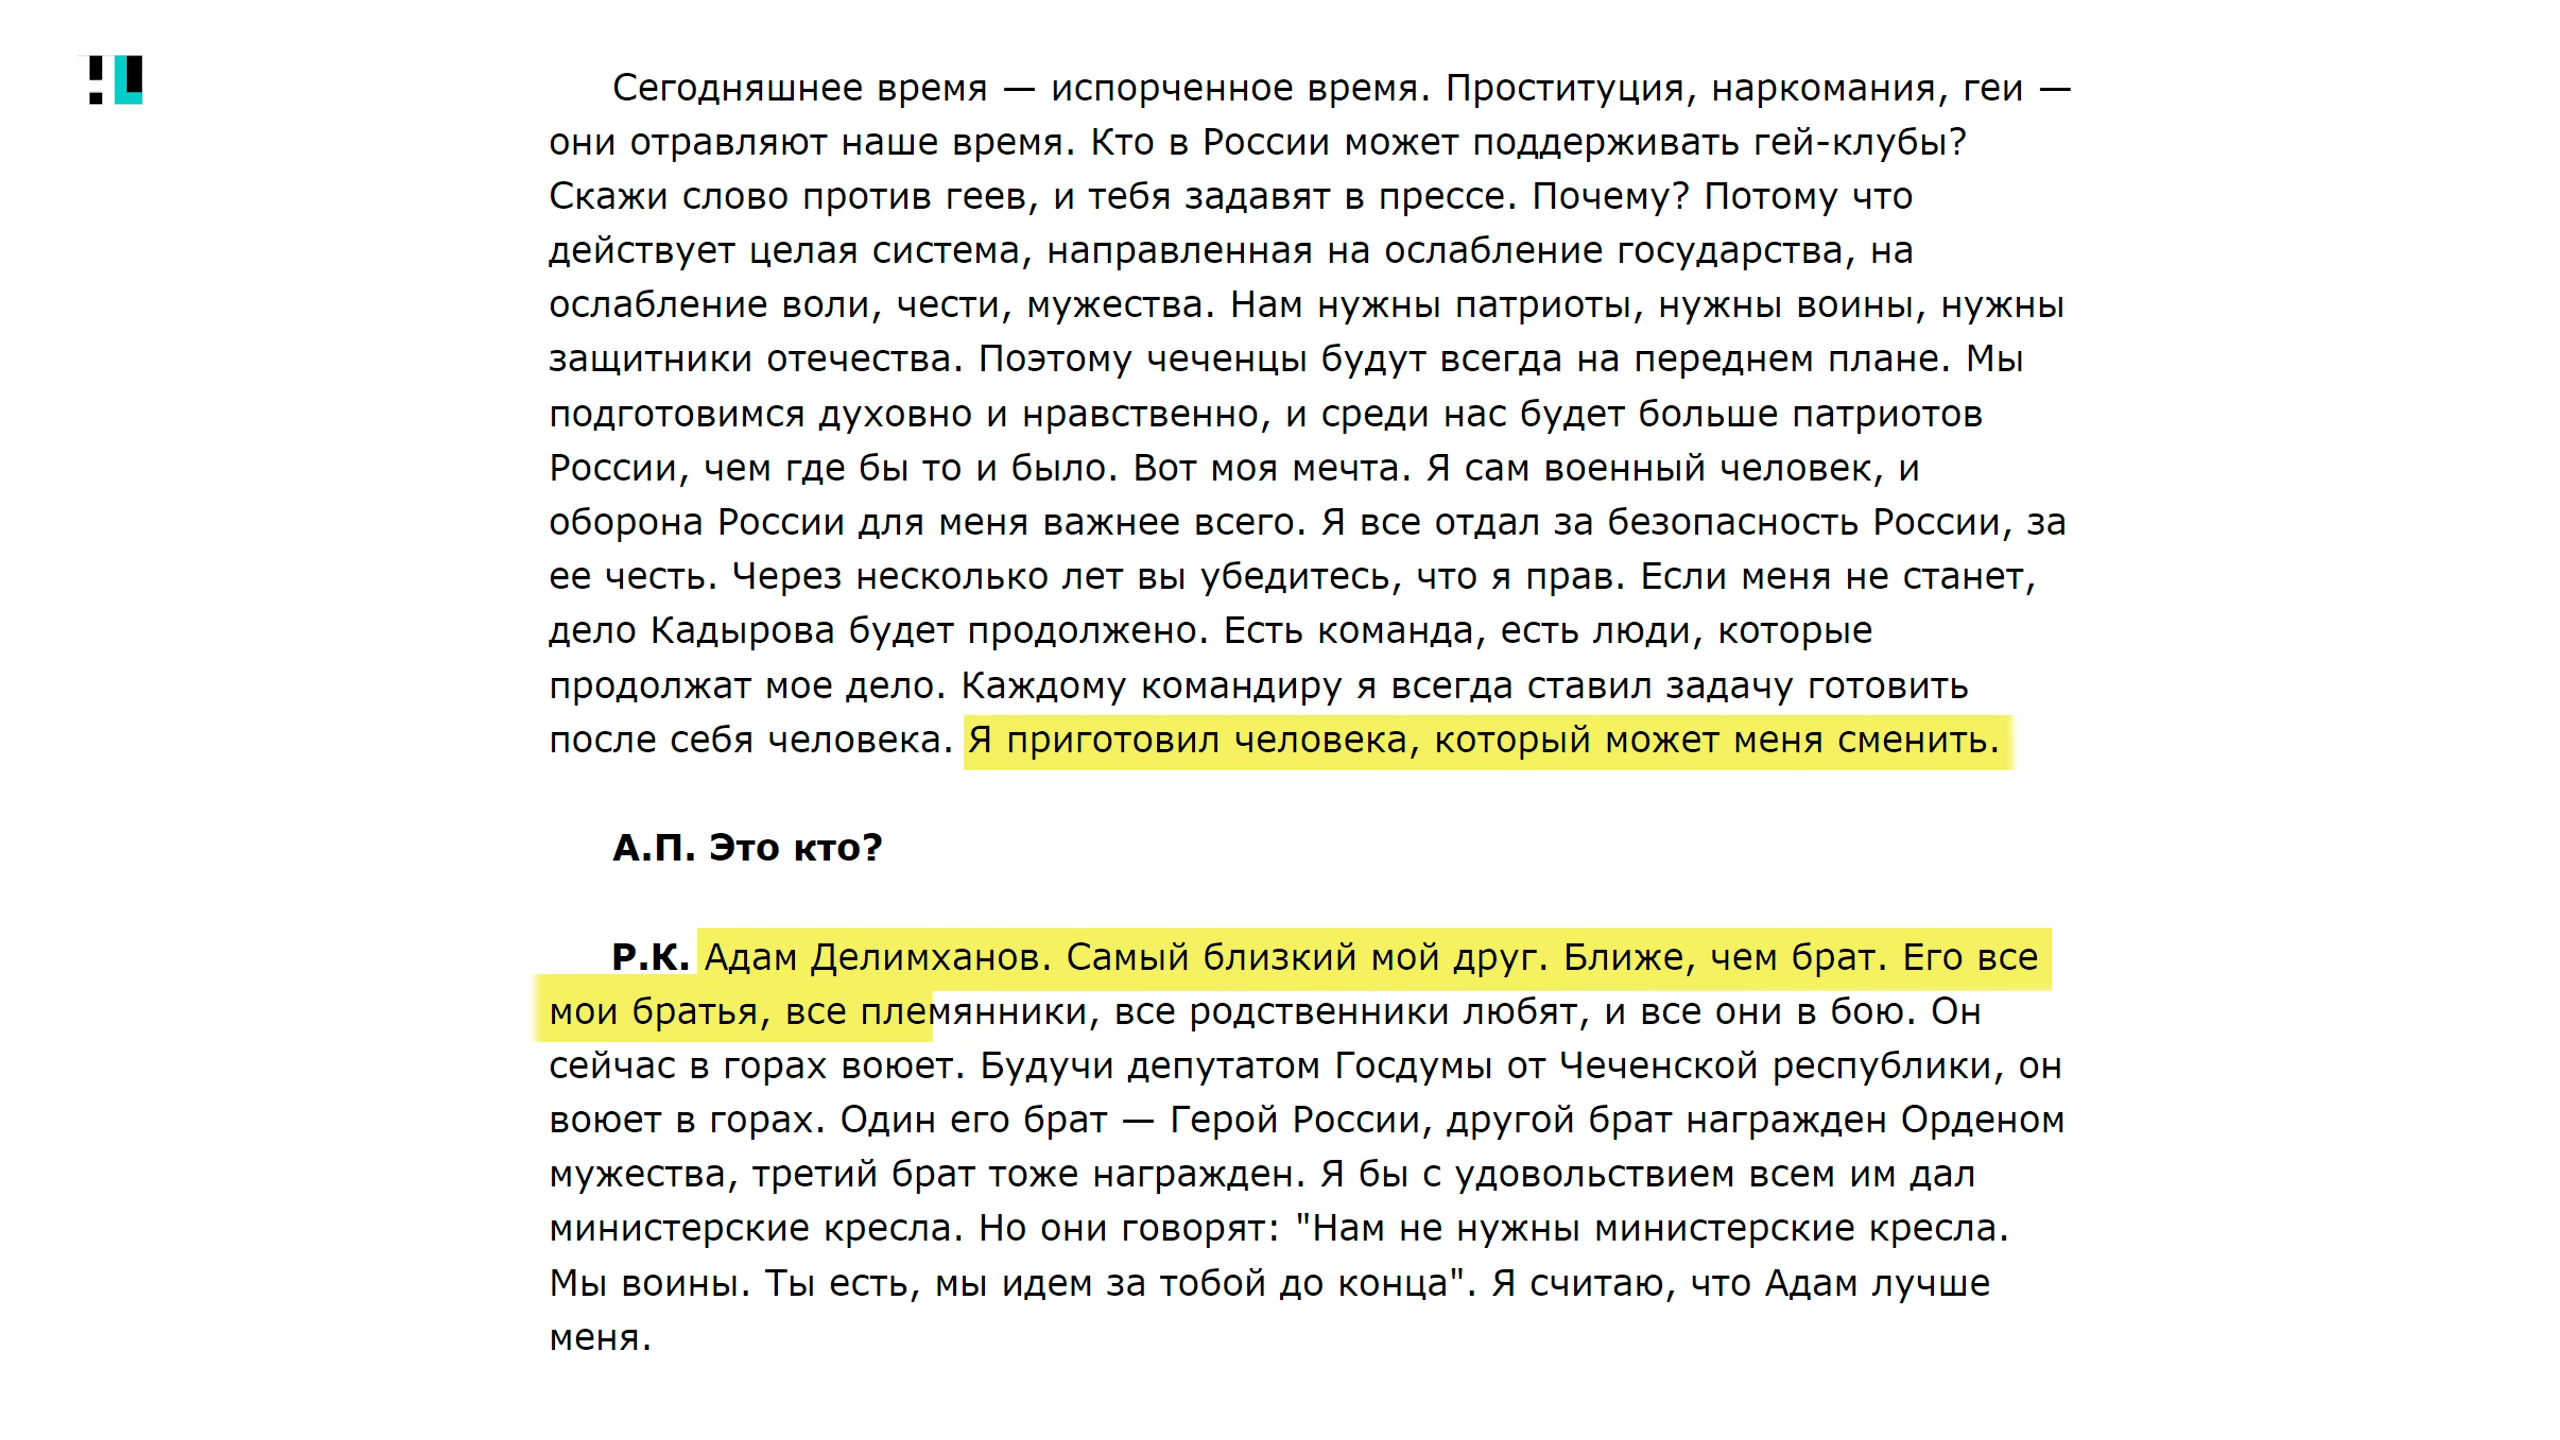 Сегодняшнее время — испорченное время. Проституция, наркомания, геи —
они отравляют наше время. Кто в России может поддерживать гей-клубы?
Скажи слово против геев, и тебя задавят в прессе. Почему? Потому что
действует целая система, направленная на ослабление государства, на
ослабление воли, чести, мужества. Нам нужны патриоты, нужны воины, нужны
защитники отечества. Поэтому чеченцы будут всегда на переднем плане. Мы
подготовимся духовно и нравственно, и среди нас будет больше патриотов
России, чем где бы то и было. Вот моя мечта. Я сам военный человек, и
оборона России для меня важнее всего. Я все отдал за безопасность России, за
ее честь. Через несколько лет вы убедитесь, что я прав. Если меня не станет,
дело Кадырова будет продолжено. Есть команда, есть люди, которые
продолжат мое дело. Каждому командиру я всегда ставил задачу готовить
после себя человека. Я приготовил человека, который может меня сменить.
А.П. Это кто?
Р.К. Адам Делимханов. Самый близкий мой друг. Ближе, чем брат. Его все
мои братья, все племянники, все родственники любят, и все они в бою. Он
сейчас в горах воюет. Будучи депутатом Госдумы от Чеченской республики, он
воюет в горах. Один его брат — Герой России, другой брат награжден Орденом
мужества, третий брат тоже награжден. Я бы с удовольствием всем им дал
министерские кресла. Но они говорят: "Нам не нужны министерские кресла.
Мы воины. Ты есть, мы идем за тобой до конца". Я считаю, что Адам лучше
меня.